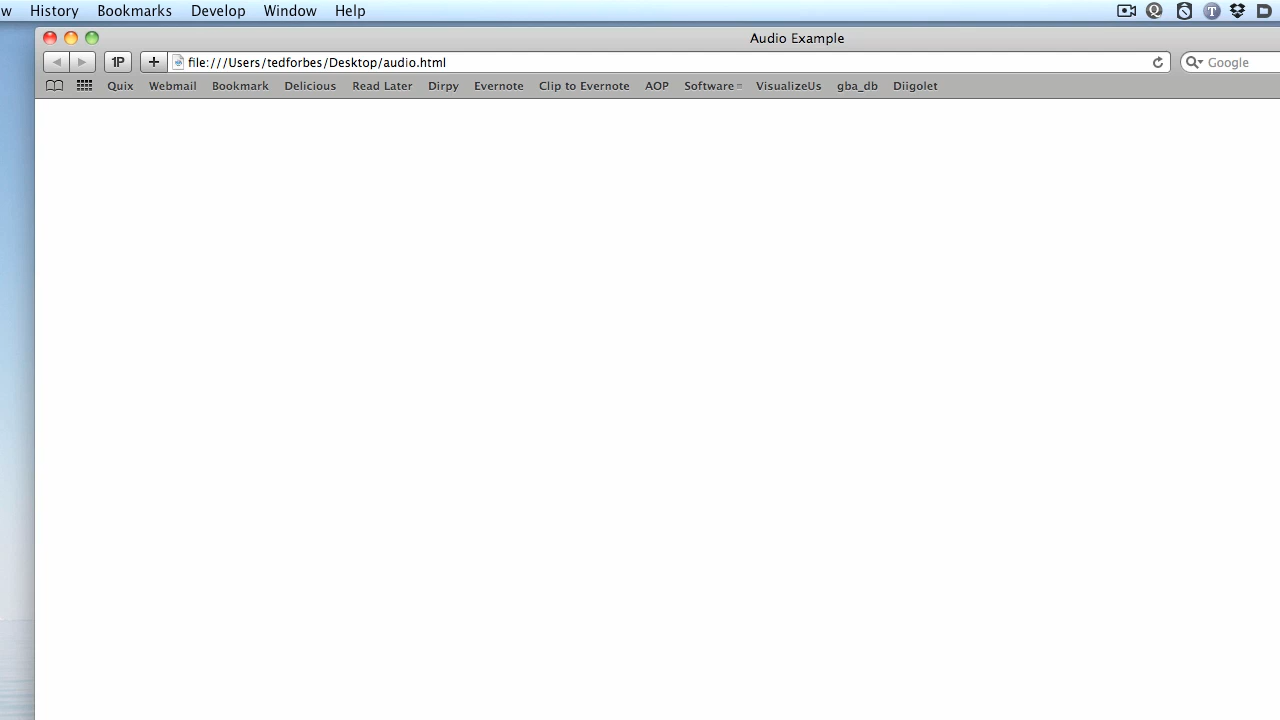 w History Bookmarks Develop Window Help
Audio Example
1P + file:///Users/tedforbes/Desktop/audio.html Google
Quix Webmail Bookmark Delicious Read Later Dirpy Evernote Clip to Evernote AOP Software VisualizeUs gba_db Diigolet